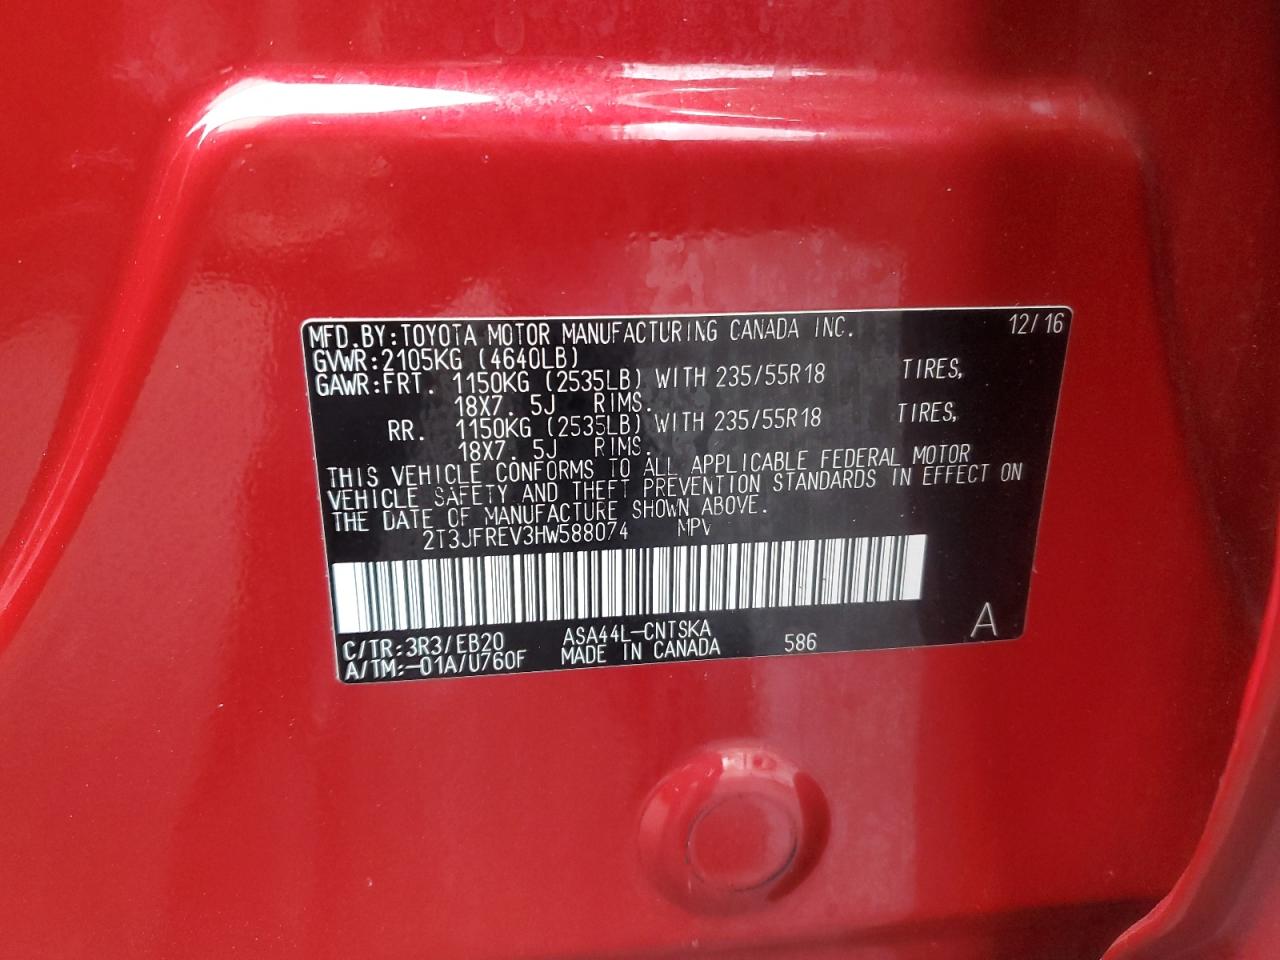 MFD.BY:TOYOTA MOTOR MANUFACTURING CANADA INC. 12/16
GVWR:2105KG (4640LB)
GAWR:FRT. 1150KG (2535LB) WITH 235/55R18 TIRES,
18X7. 5J RIMS.
RR. 1150KG (2535LB) WITH 235/55R18 TIRES,
18X7. 5J RIMS.
THIS VEHICLE CONFORMS TO ALL APPLICABLE FEDERAL MOTOR
VEHICLE SAFETY AND THEFT PREVENTION STANDARDS IN EFFECT ON
THE DATE OF MANUFACTURE SHOWN ABOVE.
2T3JFREV3HW588074 MPV
C/TR:3R3/EB20 ASA44L-CNTSKA 586 A
A/TM:-01A/U760F MADE IN CANADA